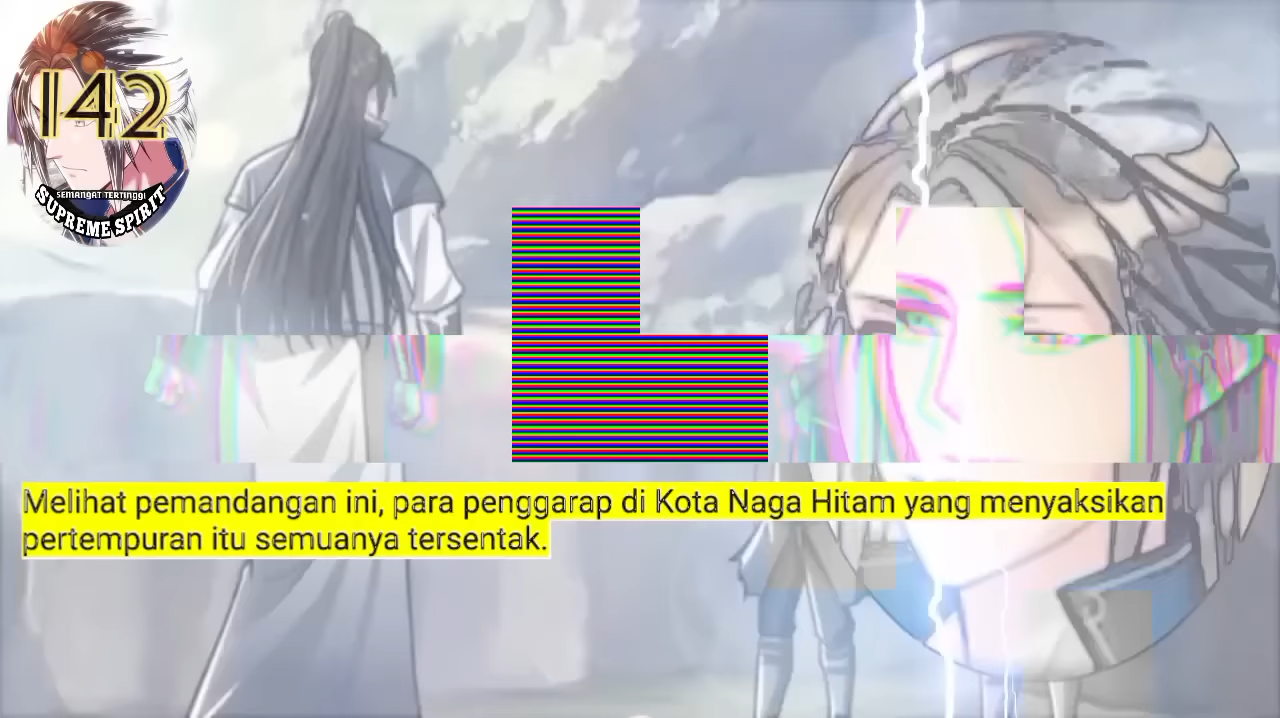 142
SEMANGAT TERTINGGI
SUPREME SPIRIT
Melihat pemandangan ini, para penggarap di Kota Naga Hitam yang menyaksikan
pertempuran itu semuanya tersentak.